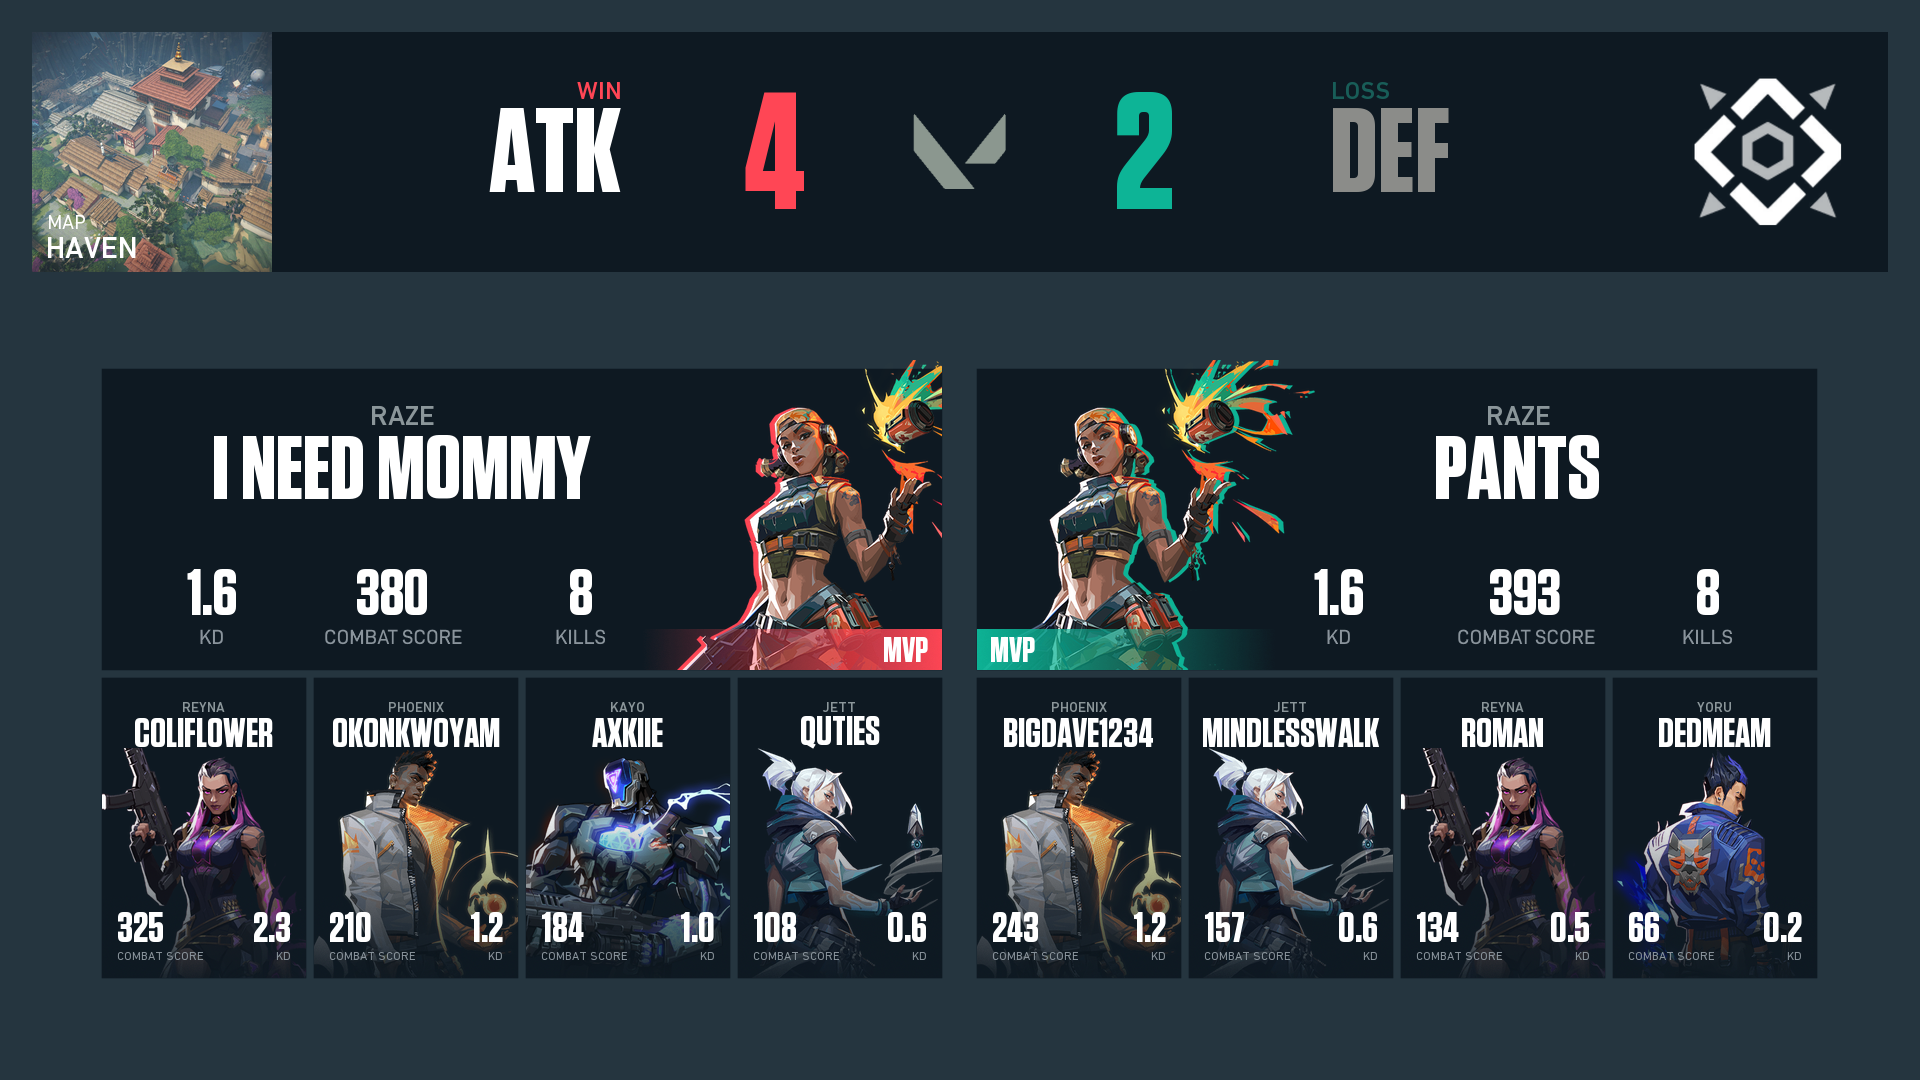 MAP
HAVEN
WIN
ATK
4
2
LOSS
DEF
RAZE
I NEED MOMMY
1.6
KD
380
COMBAT SCORE
8
KILLS
MVP
MVP
RAZE
PANTS
1.6
KD
393
COMBAT SCORE
8
KILLS
REYNA
COLIFLOWER
325
COMBAT SCORE
2.3
KD
PHOENIX
OKONKWOYAM
210
COMBAT SCORE
1.2
KD
KAYO
AXKIIE
184
COMBAT SCORE
1.0
KD
JETT
QUTIES
108
COMBAT SCORE
0.6
KD
PHOENIX
BIGDAVE1234
243
COMBAT SCORE
1.2
KD
JETT
MINDLESSWALK
157
COMBAT SCORE
0.6
KD
REYNA
ROMAN
134
COMBAT SCORE
0.5
KD
YORU
DEDMEAM
66
COMBAT SCORE
0.2
KD